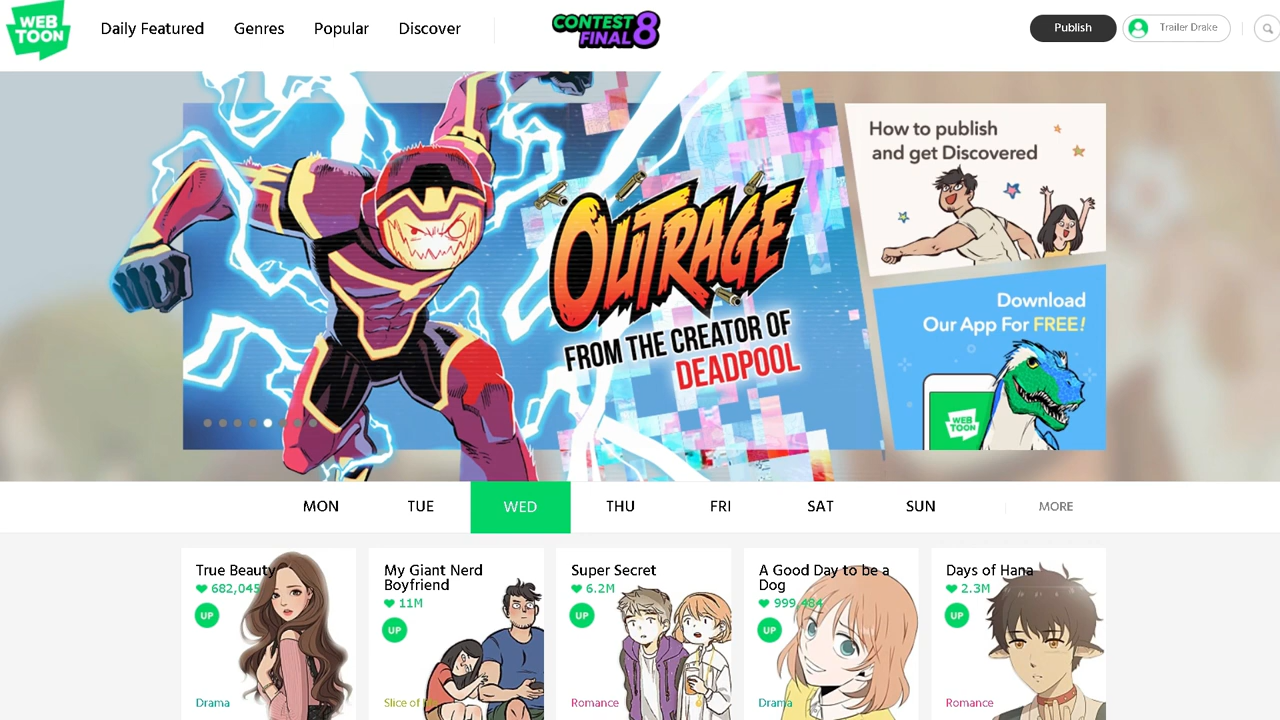 WEB
TOON
Daily Featured
Genres
Popular
Discover
CONTEST
FINAL 8
Publish
Trailer Drake
OUTRAGE
FROM THE CREATOR OF
DEADPOOL
How to publish
and get Discovered
Download
Our App For FREE!
WEB
TOON
MON
TUE
WED
THU
FRI
SAT
SUN
MORE
True Beauty
682,045
UP
Drama
My Giant Nerd
Boyfriend
11M
UP
Slice of
Super Secret
6.2M
UP
Romance
A Good Day to be a
Dog
999,484
UP
Drama
Days of Hana
2.3M
UP
Romance